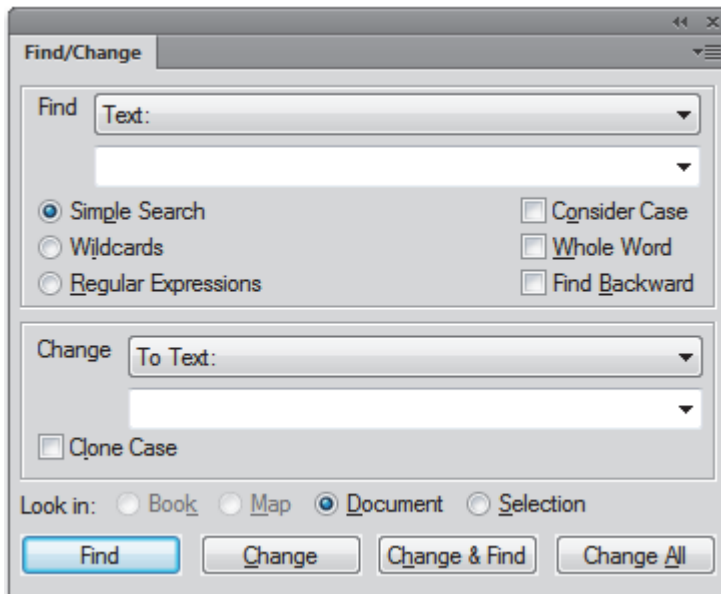 Find/Change
Find Text:
Simple Search Consider Case
Wildcards Whole Word
Regular Expressions Find Backward
Change To Text:
Clone Case
Look in: Book Map Document Selection
Find Change Change & Find Change All